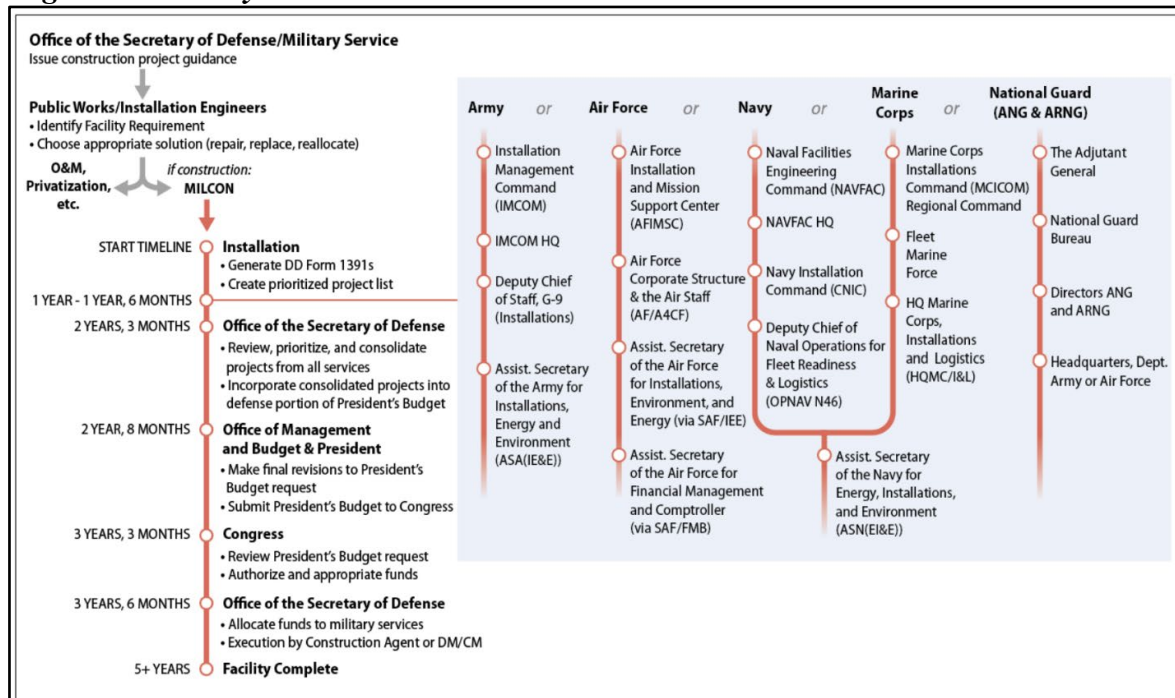 Office of the Secretary of Defense/Military Service
Issue construction project guidance
Public Works/Installation Engineers
• Identify Facility Requirement
• Choose appropriate solution (repair, replace, reallocate)
O&M,
Privatization,
etc.
if construction:
MILCON
START TIMELINE
Installation
• Generate DD Form 1391s
• Create prioritized project list
1 YEAR - 1 YEAR, 6 MONTHS
2 YEARS, 3 MONTHS
Office of the Secretary of Defense
• Review, prioritize, and consolidate
projects from all services
• Incorporate consolidated projects into
defense portion of President's Budget
2 YEAR, 8 MONTHS
Office of Management
and Budget & President
• Make final revisions to President's
Budget request
• Submit President's Budget to Congress
3 YEARS, 3 MONTHS
Congress
• Review President's Budget request
• Authorize and appropriate funds
3 YEARS, 6 MONTHS
Office of the Secretary of Defense
• Allocate funds to military services
• Execution by Construction Agent or DM/CM
5+ YEARS
Facility Complete
Army
or
Air Force
or
Navy
or
Marine
Corps
or
National Guard
(ANG & ARNG)
Installation
Management
Command
(IMCOM)
IMCOM HQ
Deputy Chief
of Staff, G-9
(Installations)
Assist. Secretary
of the Army for
Installations,
Energy and
Environment
(ASA(IE&E))
Air Force
Installation
and Mission
Support Center
(AFIMSC)
Air Force
Corporate Structure
& the Air Staff
(AF/A4CF)
Assist. Secretary
of the Air Force
for Installations,
Environment, and
Energy (via SAF/IEE)
Assist. Secretary
of the Air Force for
Financial Management
and Comptroller
(via SAF/FMB)
Naval Facilities
Engineering
Command (NAVFAC)
NAVFAC HQ
Navy Installation
Command (CNIC)
Deputy Chief of
Naval Operations for
Fleet Readiness
& Logistics
(OPNAV N46)
Marine Corps
Installations
Command (MCICOM)
Regional Command
Fleet
Marine
Force
HQ Marine
Corps,
Installations
and Logistics
(HQMC/I&L)
Assist. Secretary
of the Navy for
Energy, Installations,
and Environment
(ASN(EI&E))
The Adjutant
General
National Guard
Bureau
Directors ANG
and ARNG
Headquarters, Dept.
Army or Air Force